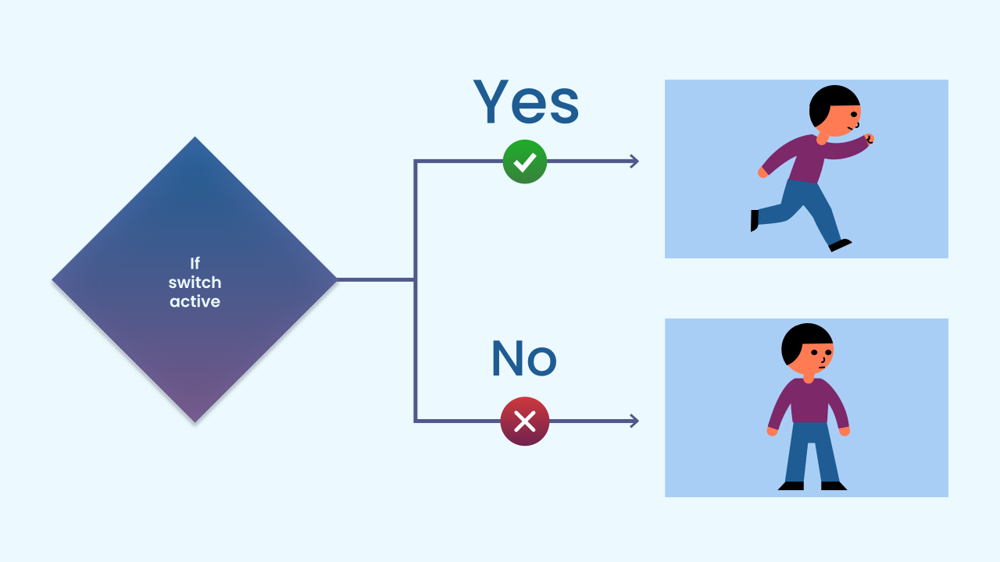 If
switch
active
Yes
No